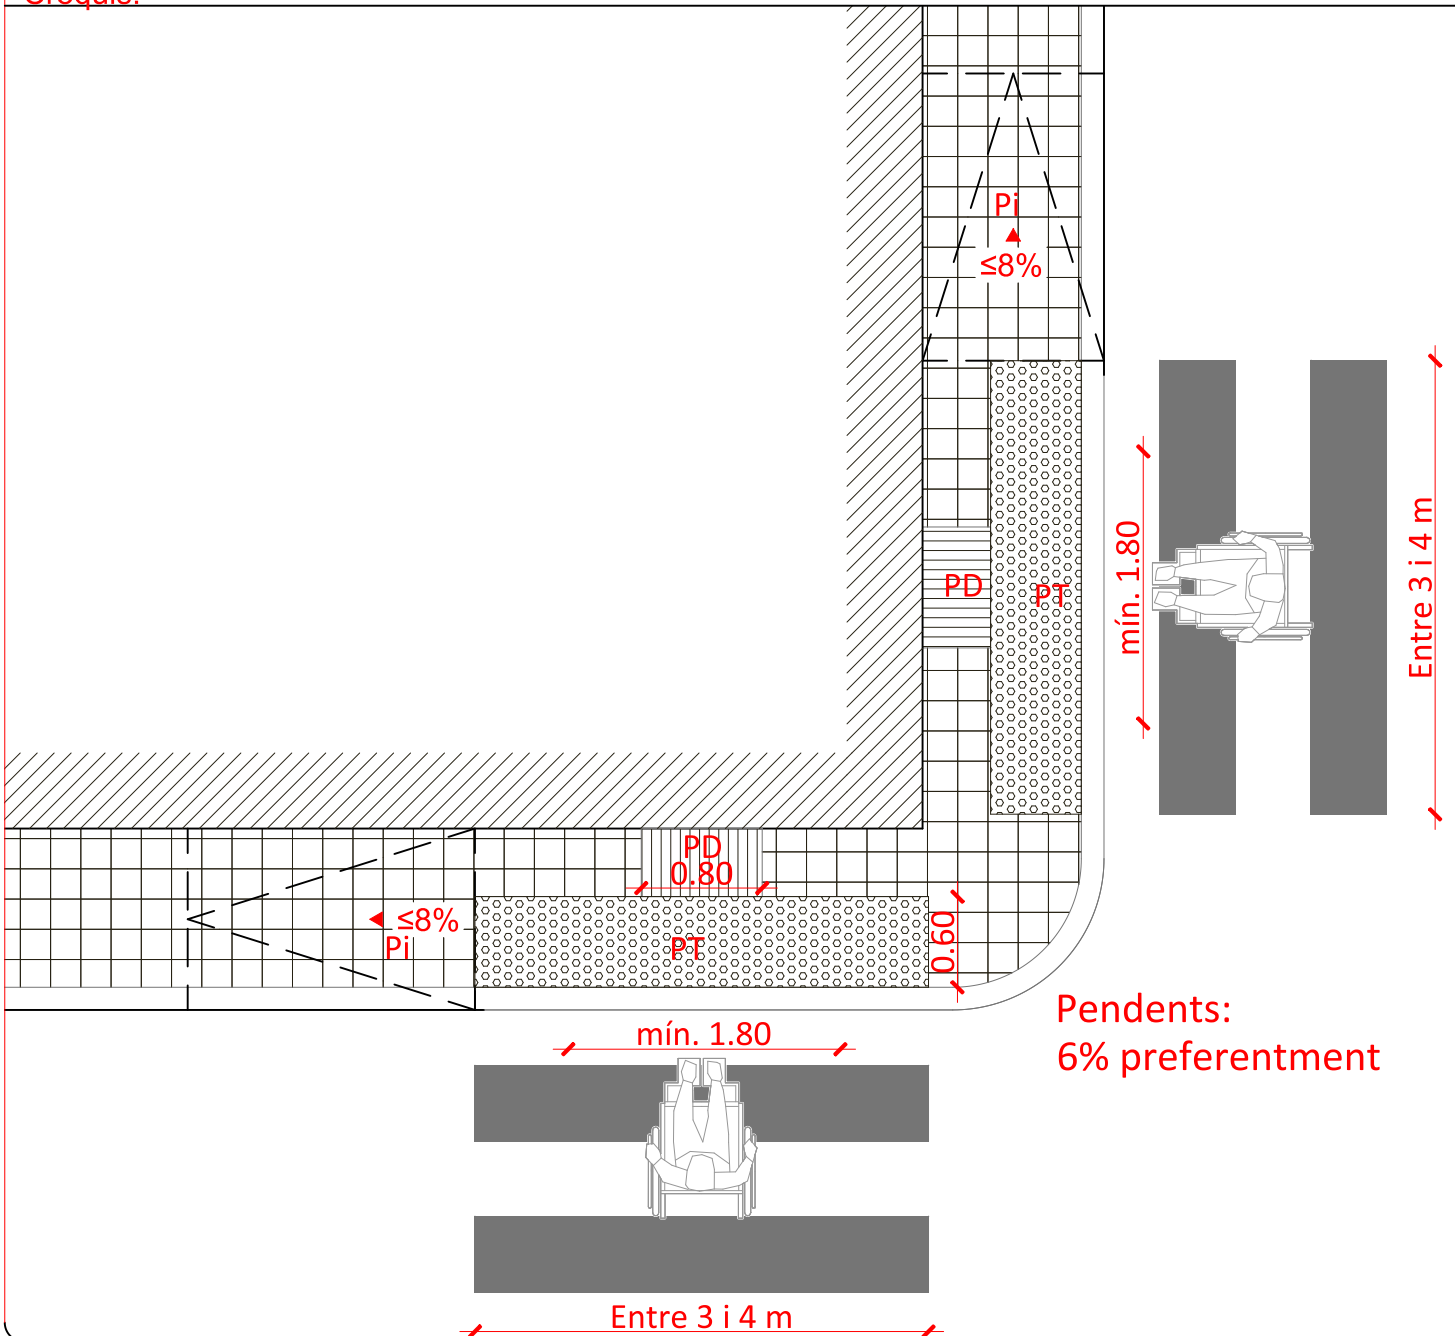 Croquis:
Pi
≤8%
mín. 1.80
Entre 3 i 4 m
PD
PT
PD
0.80
≤8%
Pi
PT
0.60
Pendents:
6% preferentment
mín. 1.80
Entre 3 i 4 m